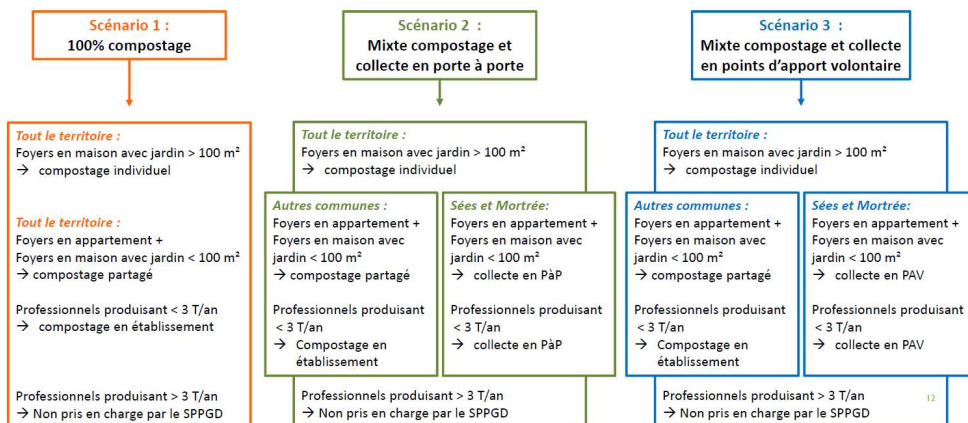 Scénario 1 :
100% compostage
Tout le territoire :
Foyers en maison avec jardin > 100 m²
→ compostage individuel
Tout le territoire :
Foyers en appartement +
Foyers en maison avec jardin < 100 m²
→ compostage partagé
Professionnels produisant < 3 T/an
→ compostage en établissement
Professionnels produisant > 3 T/an
→ Non pris en charge par le SPPGD
Scénario 2 :
Mixte compostage et
collecte en porte à porte
Tout le territoire :
Foyers en maison avec jardin > 100 m²
→ compostage individuel
Autres communes :
Foyers en appartement +
Foyers en maison avec
jardin < 100 m²
→ compostage partagé
Professionnels produisant
< 3 T/an
→ Compostage en
établissement
Sées et Mortrée:
Foyers en appartement +
Foyers en maison avec
jardin < 100 m²
→ collecte en PàP
Professionnels produisant
< 3 T/an
→ collecte en PàP
Professionnels produisant > 3 T/an
→ Non pris en charge par le SPPGD
Scénario 3 :
Mixte compostage et collecte
en points d'apport volontaire
Tout le territoire :
Foyers en maison avec jardin > 100 m²
→ compostage individuel
Autres communes :
Foyers en appartement +
Foyers en maison avec
jardin < 100 m²
→ compostage partagé
Professionnels produisant
< 3 T/an
→ Compostage en
établissement
Sées et Mortrée:
Foyers en appartement +
Foyers en maison avec
jardin < 100 m²
→ collecte en PAV
Professionnels produisant
< 3 T/an
→ collecte en PAV
Professionnels produisant > 3 T/an
→ Non pris en charge par le SPPGD
12